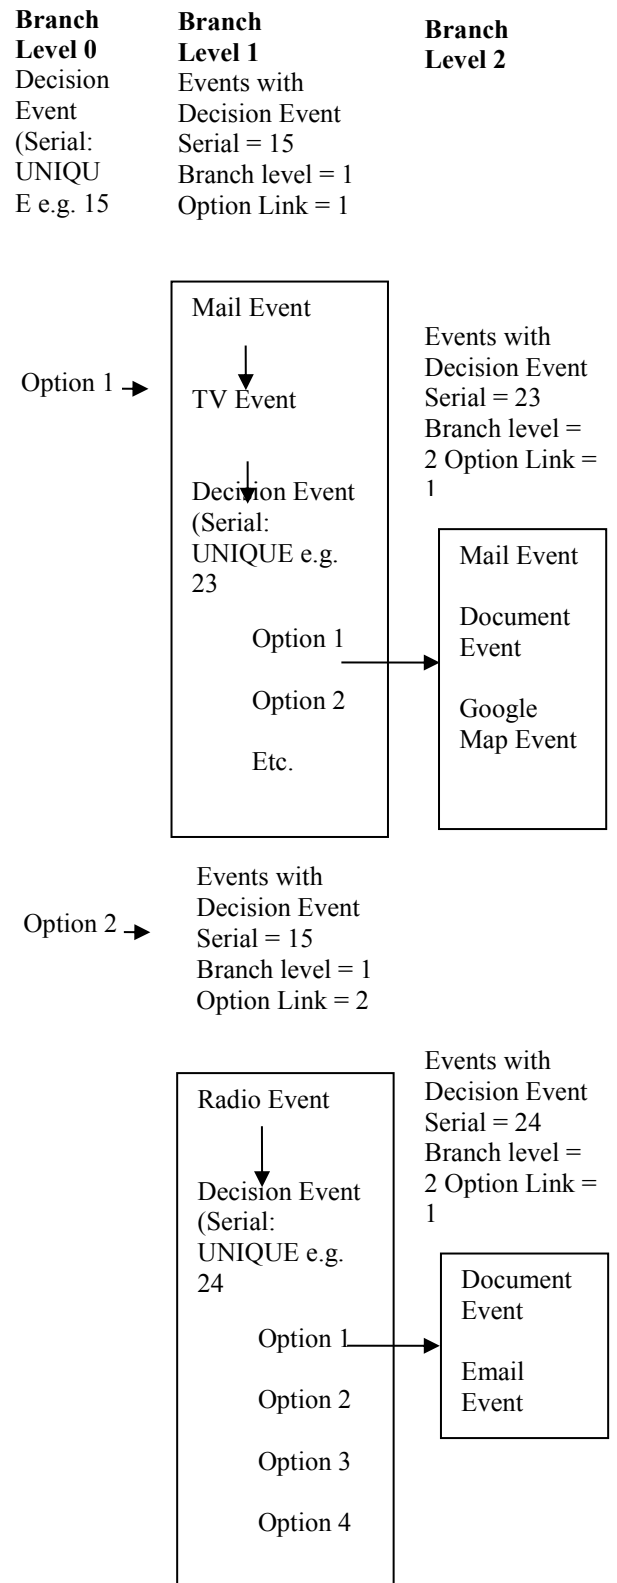 Branch
Level 0
Decision
Event
(Serial:
UNIQU
E e.g. 15
Branch
Level 1
Events with
Decision Event
Serial = 15
Branch level = 1
Option Link = 1
Branch
Level 2
Option 1
Mail Event
TV Event
Decision Event
(Serial:
UNIQUE e.g.
23
Option 1
Option 2
Etc.
Events with
Decision Event
Serial = 23
Branch level =
2 Option Link =
1
Mail Event
Document
Event
Google
Map Event
Option 2
Events with
Decision Event
Serial = 15
Branch level = 1
Option Link = 2
Radio Event
Decision Event
(Serial:
UNIQUE e.g.
24
Option 1
Option 2
Option 3
Option 4
Events with
Decision Event
Serial = 24
Branch level =
2 Option Link =
1
Document
Event
Email
Event